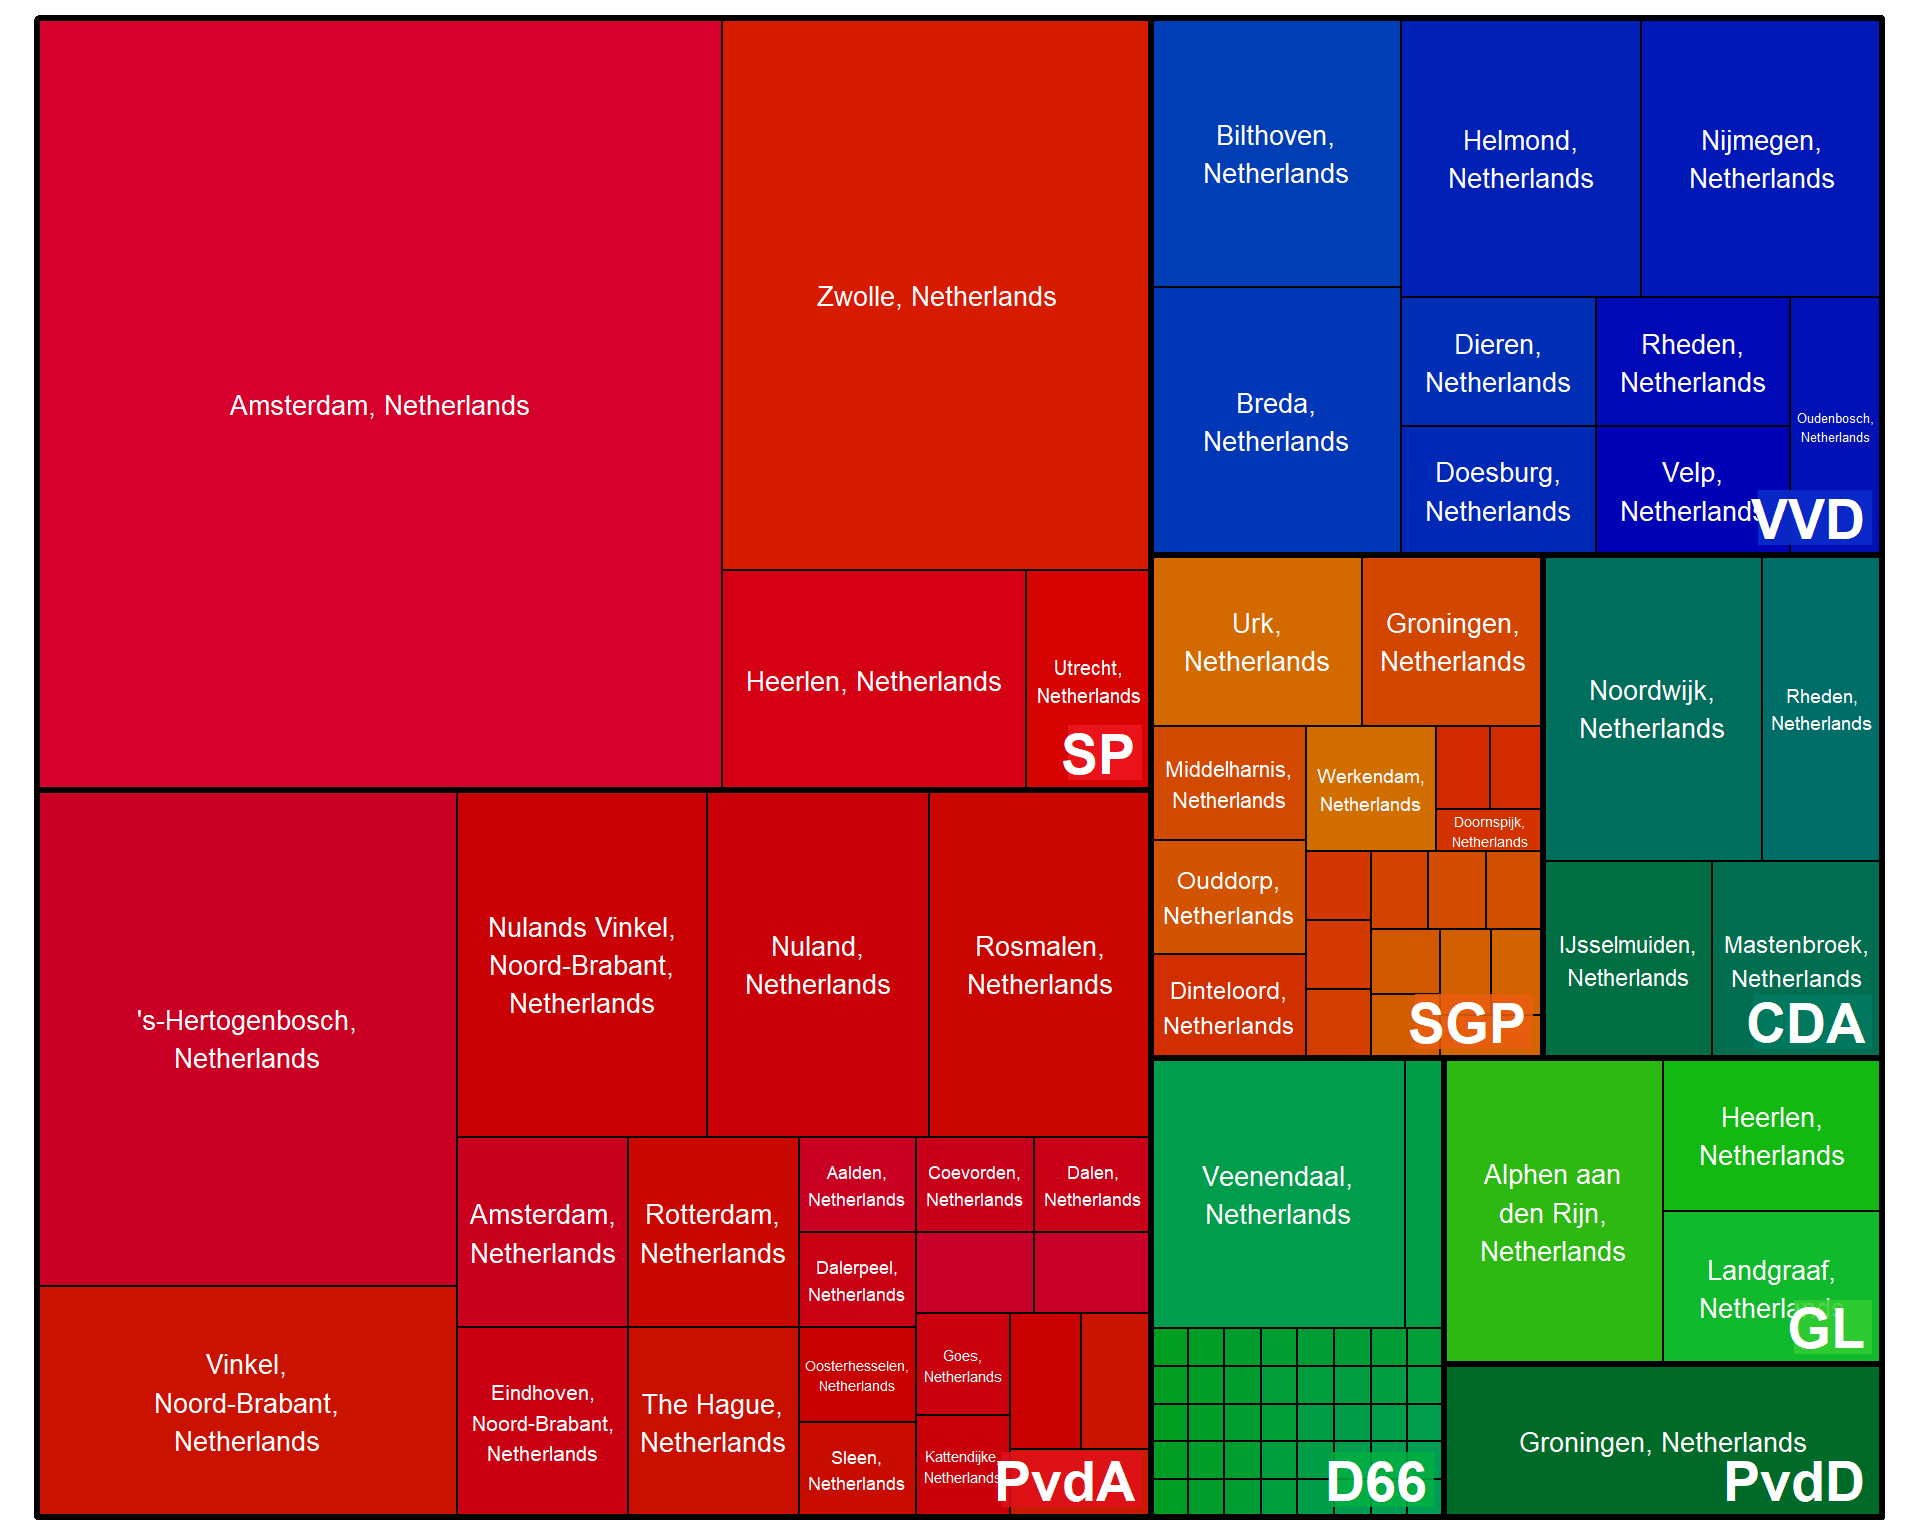 Amsterdam, Netherlands
Zwolle, Netherlands
Heerlen, Netherlands
Utrecht,
Netherlands
SP
Bilthoven,
Netherlands
Helmond,
Netherlands
Nijmegen,
Netherlands
Breda,
Netherlands
Dieren,
Netherlands
Rheden,
Netherlands
Oudenbosch,
Netherlands
Doesburg,
Netherlands
Velp,
Netherlands
VVD
's-Hertogenbosch,
Netherlands
Vinkel,
Noord-Brabant,
Netherlands
Nulands Vinkel,
Noord-Brabant,
Netherlands
Nuland,
Netherlands
Rosmalen,
Netherlands
Amsterdam,
Netherlands
Rotterdam,
Netherlands
Aalden,
Netherlands
Coevorden,
Netherlands
Dalen,
Netherlands
Dalerpeel,
Netherlands
Eindhoven,
Noord-Brabant,
Netherlands
The Hague,
Netherlands
Oosterhesselen,
Netherlands
Goes,
Netherlands
Sleen,
Netherlands
Kattendijke,
Netherlands
PvdA
Urk,
Netherlands
Groningen,
Netherlands
Middelharnis,
Netherlands
Werkendam,
Netherlands
Doornspijk,
Netherlands
Ouddorp,
Netherlands
Dinteloord,
Netherlands
SGP
Noordwijk,
Netherlands
Rheden,
Netherlands
IJsselmuiden,
Netherlands
Mastenbroek,
Netherlands
CDA
Veenendaal,
Netherlands
D66
Alphen aan
den Rijn,
Netherlands
Heerlen,
Netherlands
Landgraaf,
Netherlands
GL
Groningen, Netherlands
PvdD